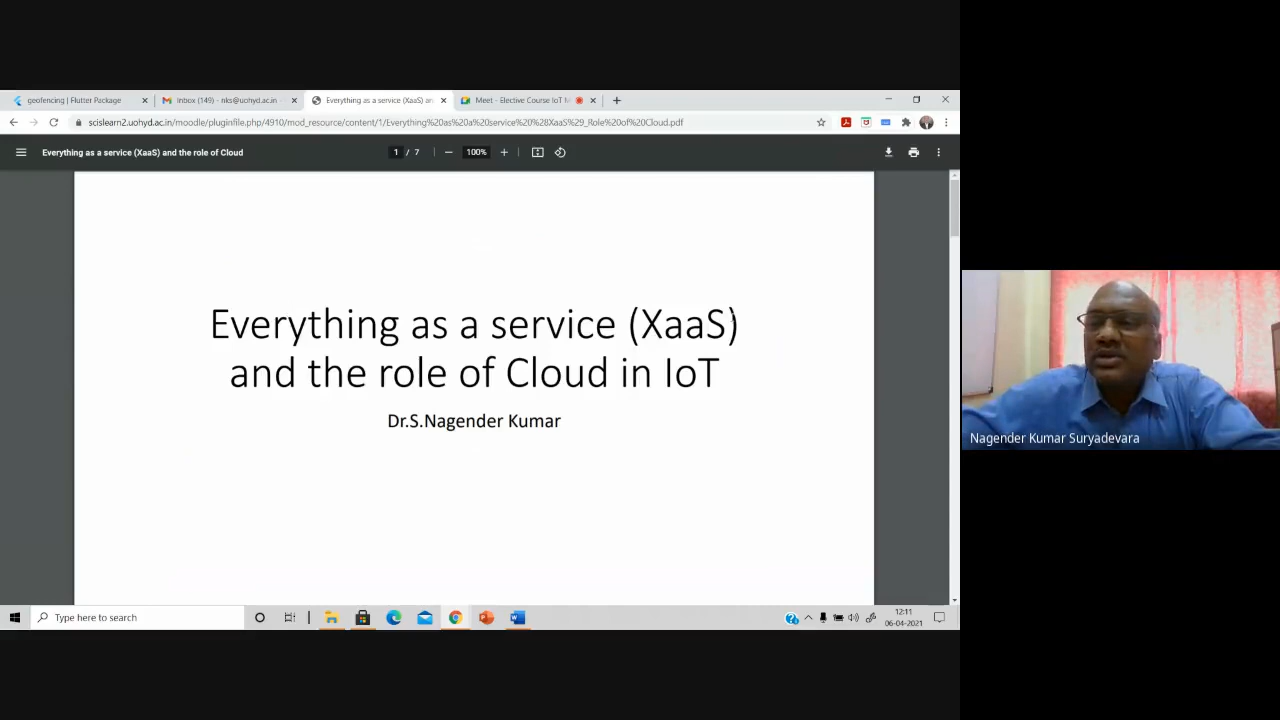 geofencing | Flutter Package
Inbox (149) - nks@uohyd.ac.in
Everything as a service (XaaS) an
Meet - Elective Course IoT M
scislearn2.uohyd.ac.in/moodle/pluginfile.php/4910/mod_resource/content/1/Everything%20as%20a%20service%20%28XaaS%29_Role%20of%20Cloud.pdf
Everything as a service (XaaS) and the role of Cloud
1 / 7
100%
Everything as a service (XaaS)
and the role of Cloud in IoT
Dr.S.Nagender Kumar
Nagender Kumar Suryadevara
Type here to search
12:11
06-04-2021